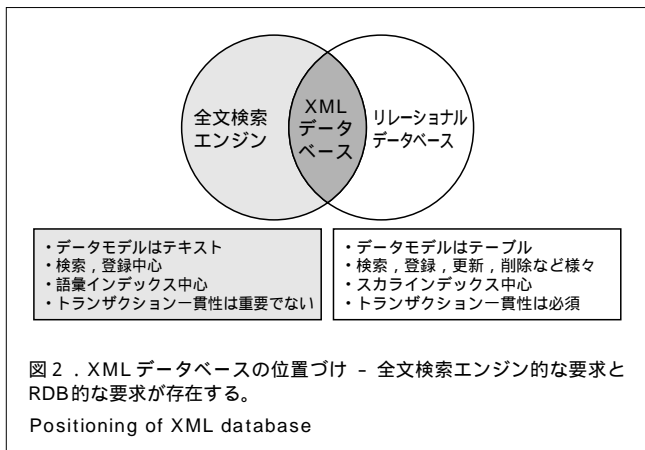 全文検索
エンジン
XML
データ
ベース
リレーショナル
データベース
・データモデルはテキスト
・検索，登録中心
・語彙インデックス中心
・トランザクション一貫性は重要でない
・データモデルはテーブル
・検索，登録，更新，削除など様々
・スカラインデックス中心
・トランザクション一貫性は必須
図2．XMLデータベースの位置づけ － 全文検索エンジン的な要求と
RDB的な要求が存在する。
Positioning of XML database